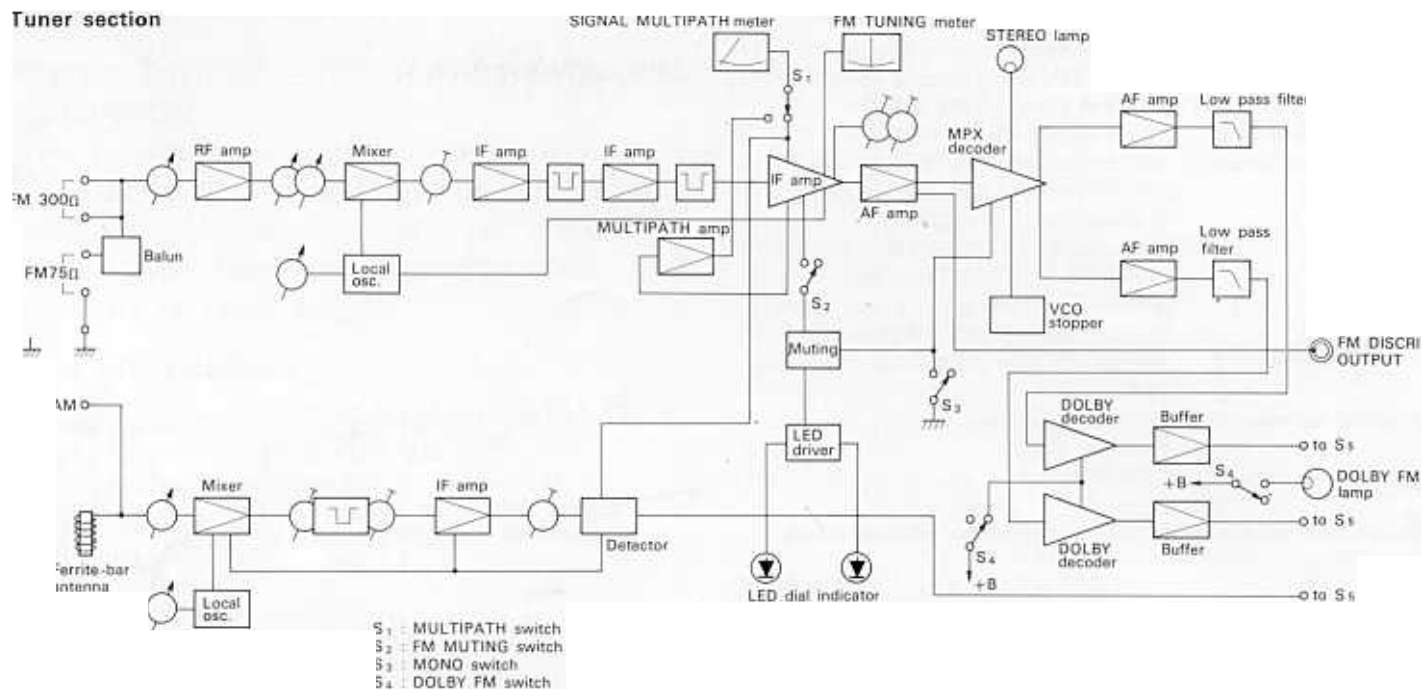 Tuner section
SIGNAL MULTIPATH meter
FM TUNING meter
STEREO lamp
S1
AF amp
Low pass filter
MPX
decoder
RF amp
Mixer
IF amp
IF amp
IF amp
FM 300Ω
AF amp
MULTIPATH amp
AF amp
Low pass
filter
Balun
FM75Ω
Local
osc.
S2
VCO
stopper
Muting
FM DISCRI
OUTPUT
AM
S3
DOLBY
decoder
Buffer
LED
driver
to S5
Mixer
IF amp
S4
+B
DOLBY FM
lamp
to S5
Detector
DOLBY
decoder
Buffer
S4
+B
Ferrite-bar
antenna
LED dial indicator
to S5
Local
osc.
S1 : MULTIPATH switch
S2 : FM MUTING switch
S3 : MONO switch
S4 : DOLBY FM switch